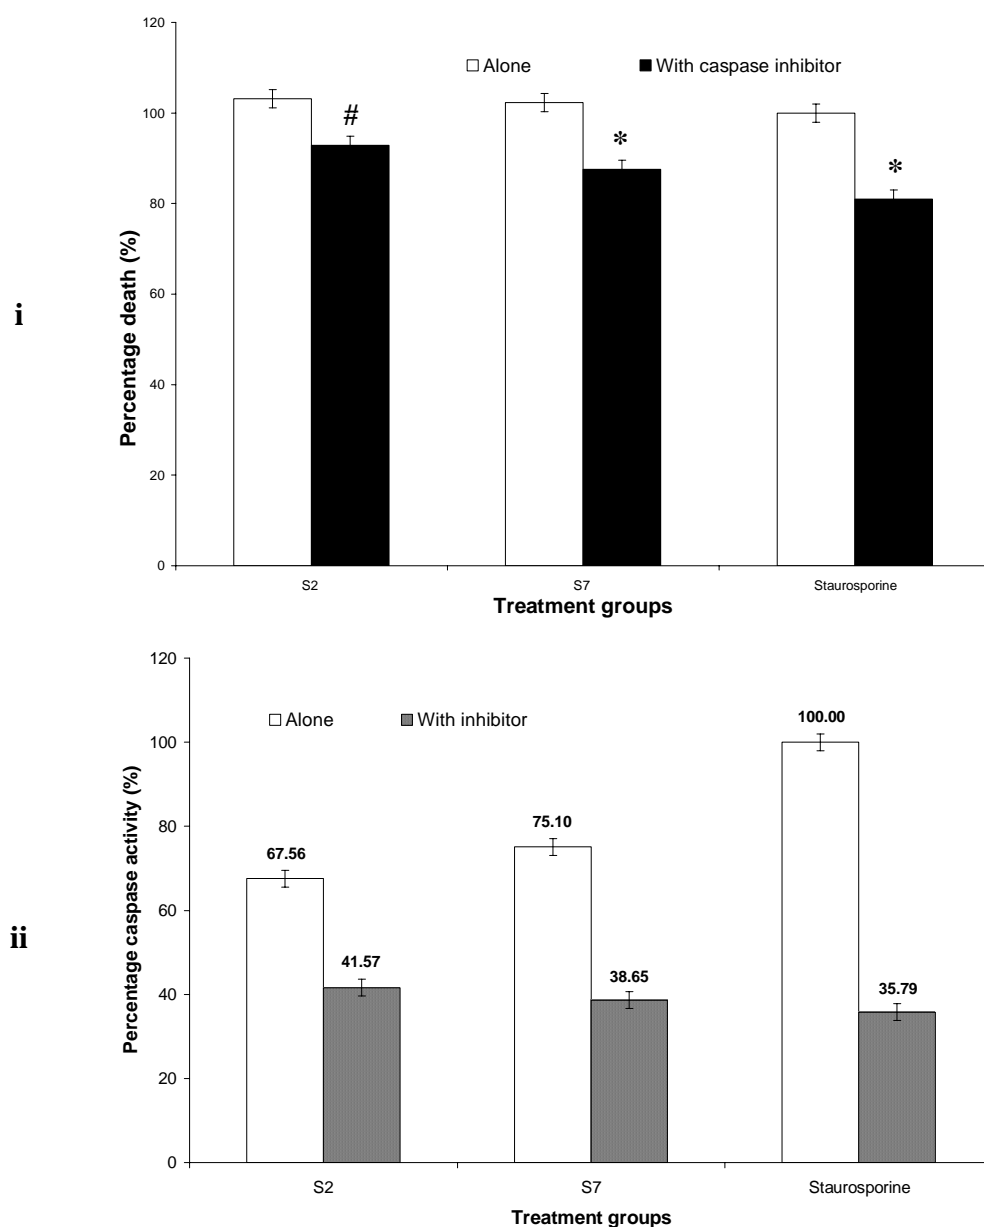 i
Percentage death (%)
120
100
80
60
40
20
0
Alone
With caspase inhibitor
#
*
*
S2
S7
Staurosporine
Treatment groups
ii
Percentage caspase activity (%)
120
100
80
60
40
20
0
Alone
With inhibitor
67.56
41.57
75.10
38.65
100.00
35.79
S2
S7
Staurosporine
Treatment groups